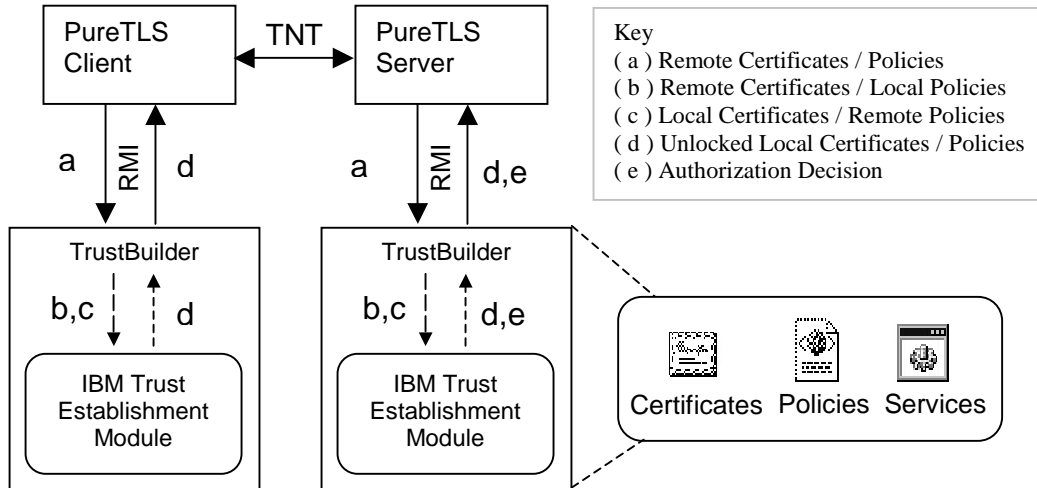 PureTLS
Client
TNT
PureTLS
Server
Key
( a ) Remote Certificates / Policies
( b ) Remote Certificates / Local Policies
( c ) Local Certificates / Remote Policies
( d ) Unlocked Local Certificates / Policies
( e ) Authorization Decision
a
RMI
d
a
RMI
d,e
TrustBuilder
b,c
d
IBM Trust
Establishment
Module
TrustBuilder
b,c
d,e
IBM Trust
Establishment
Module
Certificates
Policies
Services